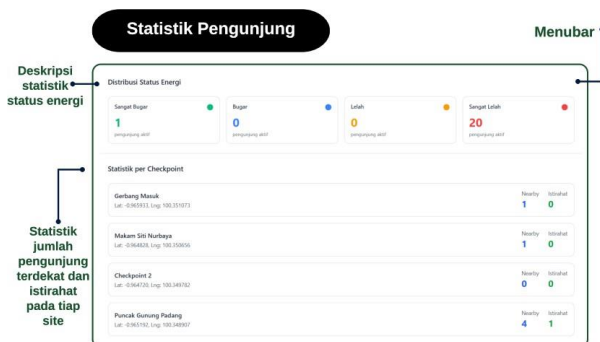 Statistik Pengunjung
Menubar
Deskripsi
statistik
status energi
Distribusi Status Energi
Sangat Bugar
1
pengunjung aktif
Bugar
0
pengunjung aktif
Lelah
0
pengunjung aktif
Sangat Lelah
20
pengunjung aktif
Statistik
jumlah
pengunjung
terdekat dan
istirahat
pada tiap
site
Statistik per Checkpoint
Gerbang Masuk
Lat: -0.965933, Lng: 100.351073
Nearby Istirahat
1 0
Makam Siti Nurbaya
Lat: -0.964828, Lng: 100.350656
Nearby Istirahat
1 0
Checkpoint 2
Lat: -0.964720, Lng: 100.349782
Nearby Istirahat
0 0
Puncak Gunung Padang
Lat: -0.965192, Lng: 100.348907
Nearby Istirahat
4 1